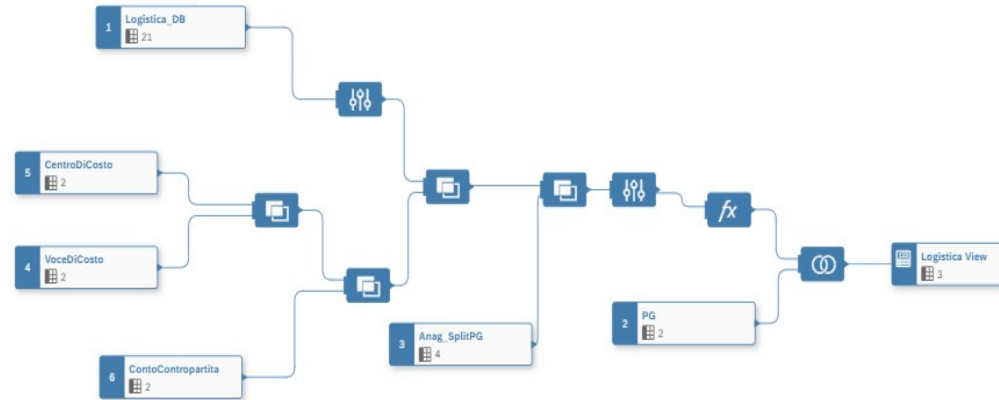 1
Logistica_DB
21
5
CentroDiCosto
2
4
VoceDiCosto
2
fx
Logistica View
3
2
PG
2
3
Anag_SplitPG
4
6
ContoContropartita
2